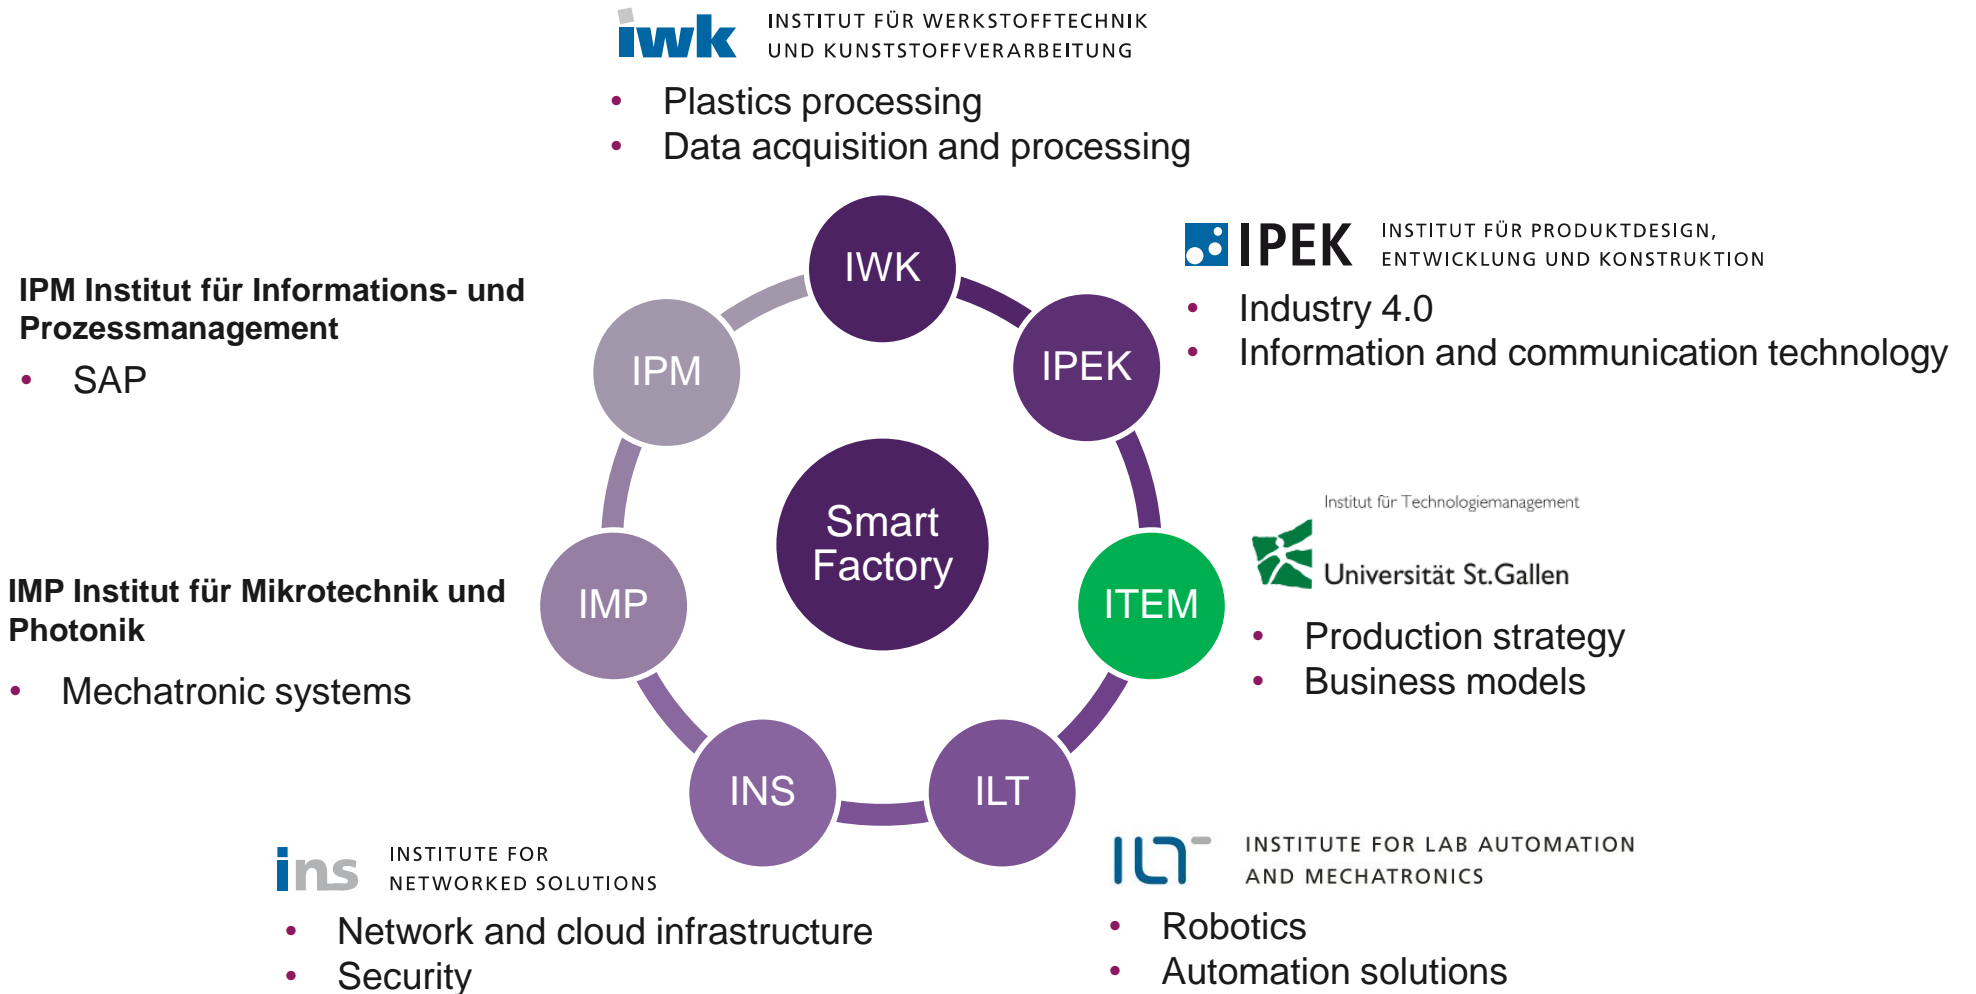 iwk INSTITUT FÜR WERKSTOFFTECHNIK
UND KUNSTSTOFFVERARBEITUNG
• Plastics processing
• Data acquisition and processing
IWK
IPEK INSTITUT FÜR PRODUKTDESIGN,
ENTWICKLUNG UND KONSTRUKTION
• Industry 4.0
• Information and communication technology
IPEK
IPM Institut für Informations- und
Prozessmanagement
• SAP
IPM
Smart
Factory
Institut für Technologiemanagement
Universität St.Gallen
• Production strategy
• Business models
ITEM
IMP Institut für Mikrotechnik und
Photonik
• Mechatronic systems
IMP
INS
ILT
ins INSTITUTE FOR
NETWORKED SOLUTIONS
• Network and cloud infrastructure
• Security
ILT INSTITUTE FOR LAB AUTOMATION
AND MECHATRONICS
• Robotics
• Automation solutions